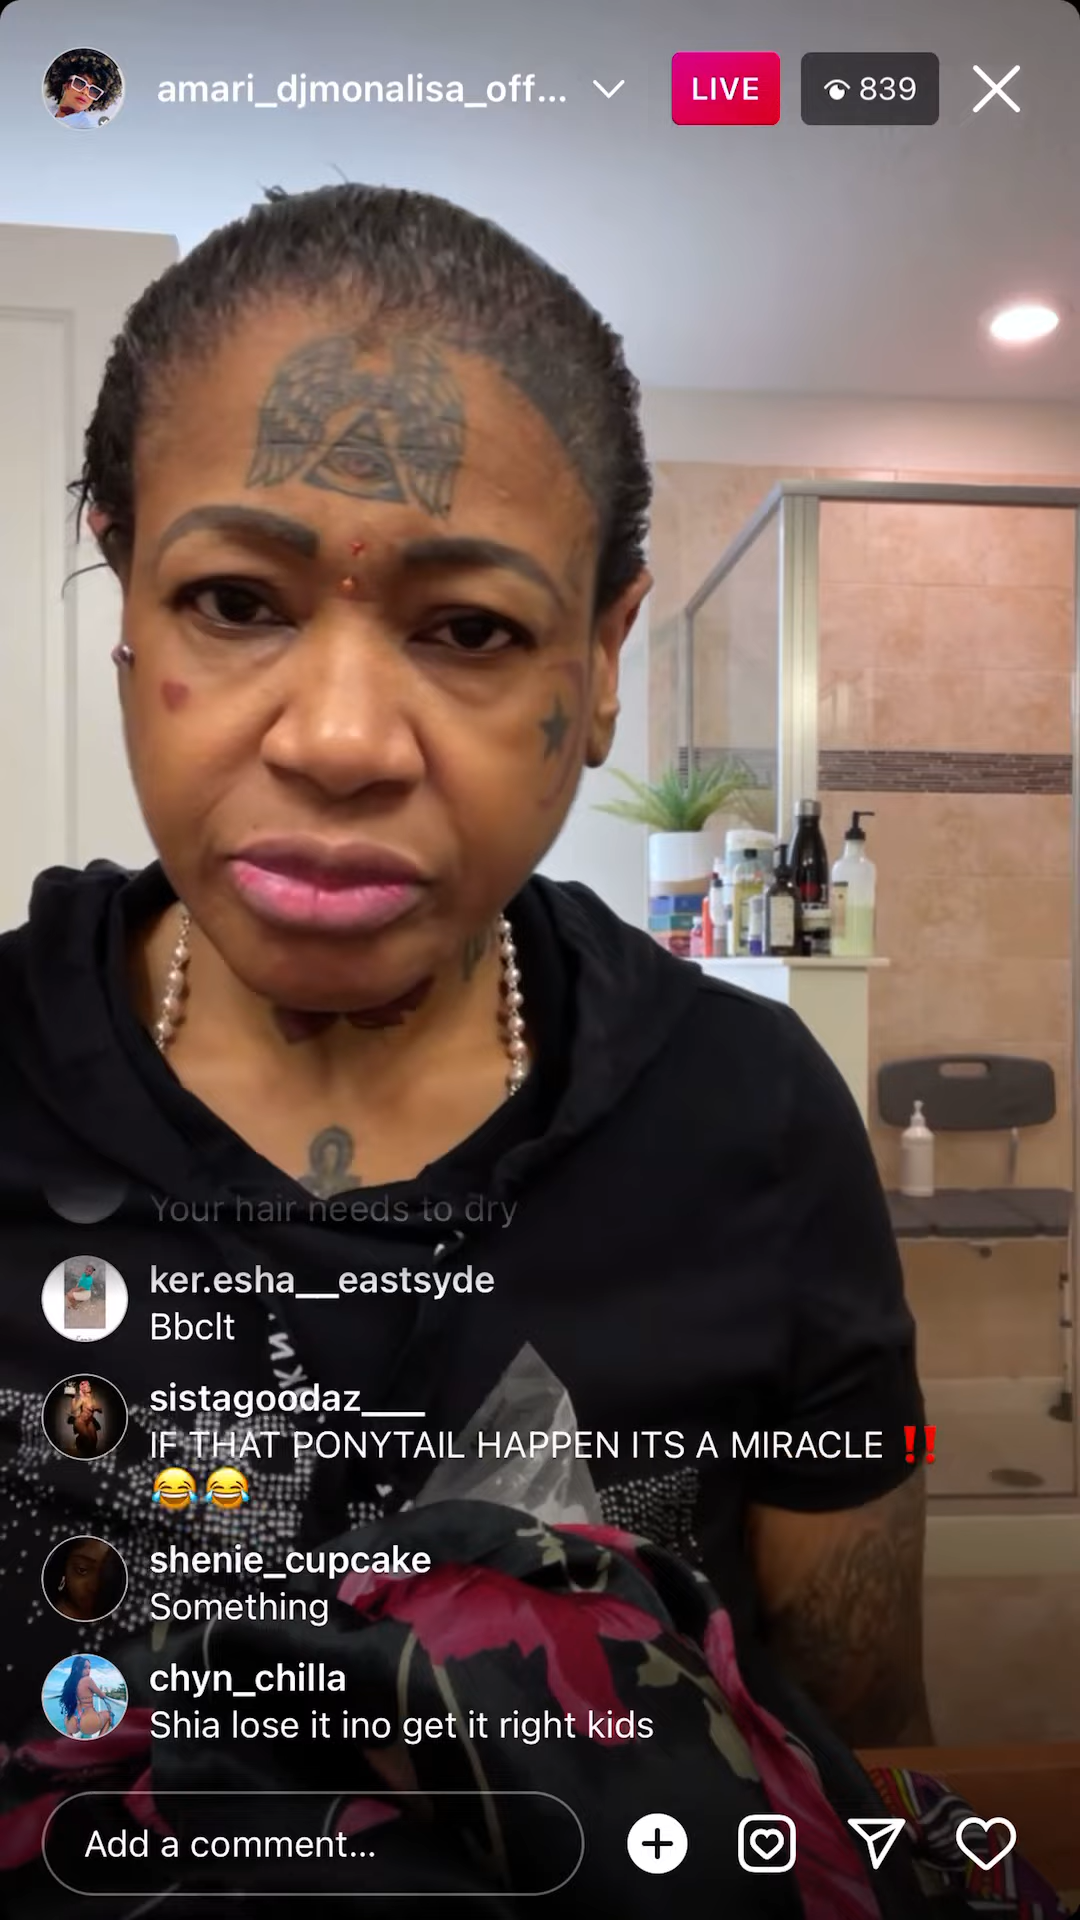 amari_djmonalisa_off...
LIVE
839
Your hair needs to dry
ker.esha__eastsyde
Bbclt
sistagoodaz___
IF THAT PONYTAIL HAPPEN ITS A MIRACLE ‼️
😂😂
shenie_cupcake
Something
chyn_chilla
Shia lose it ino get it right kids
Add a comment...